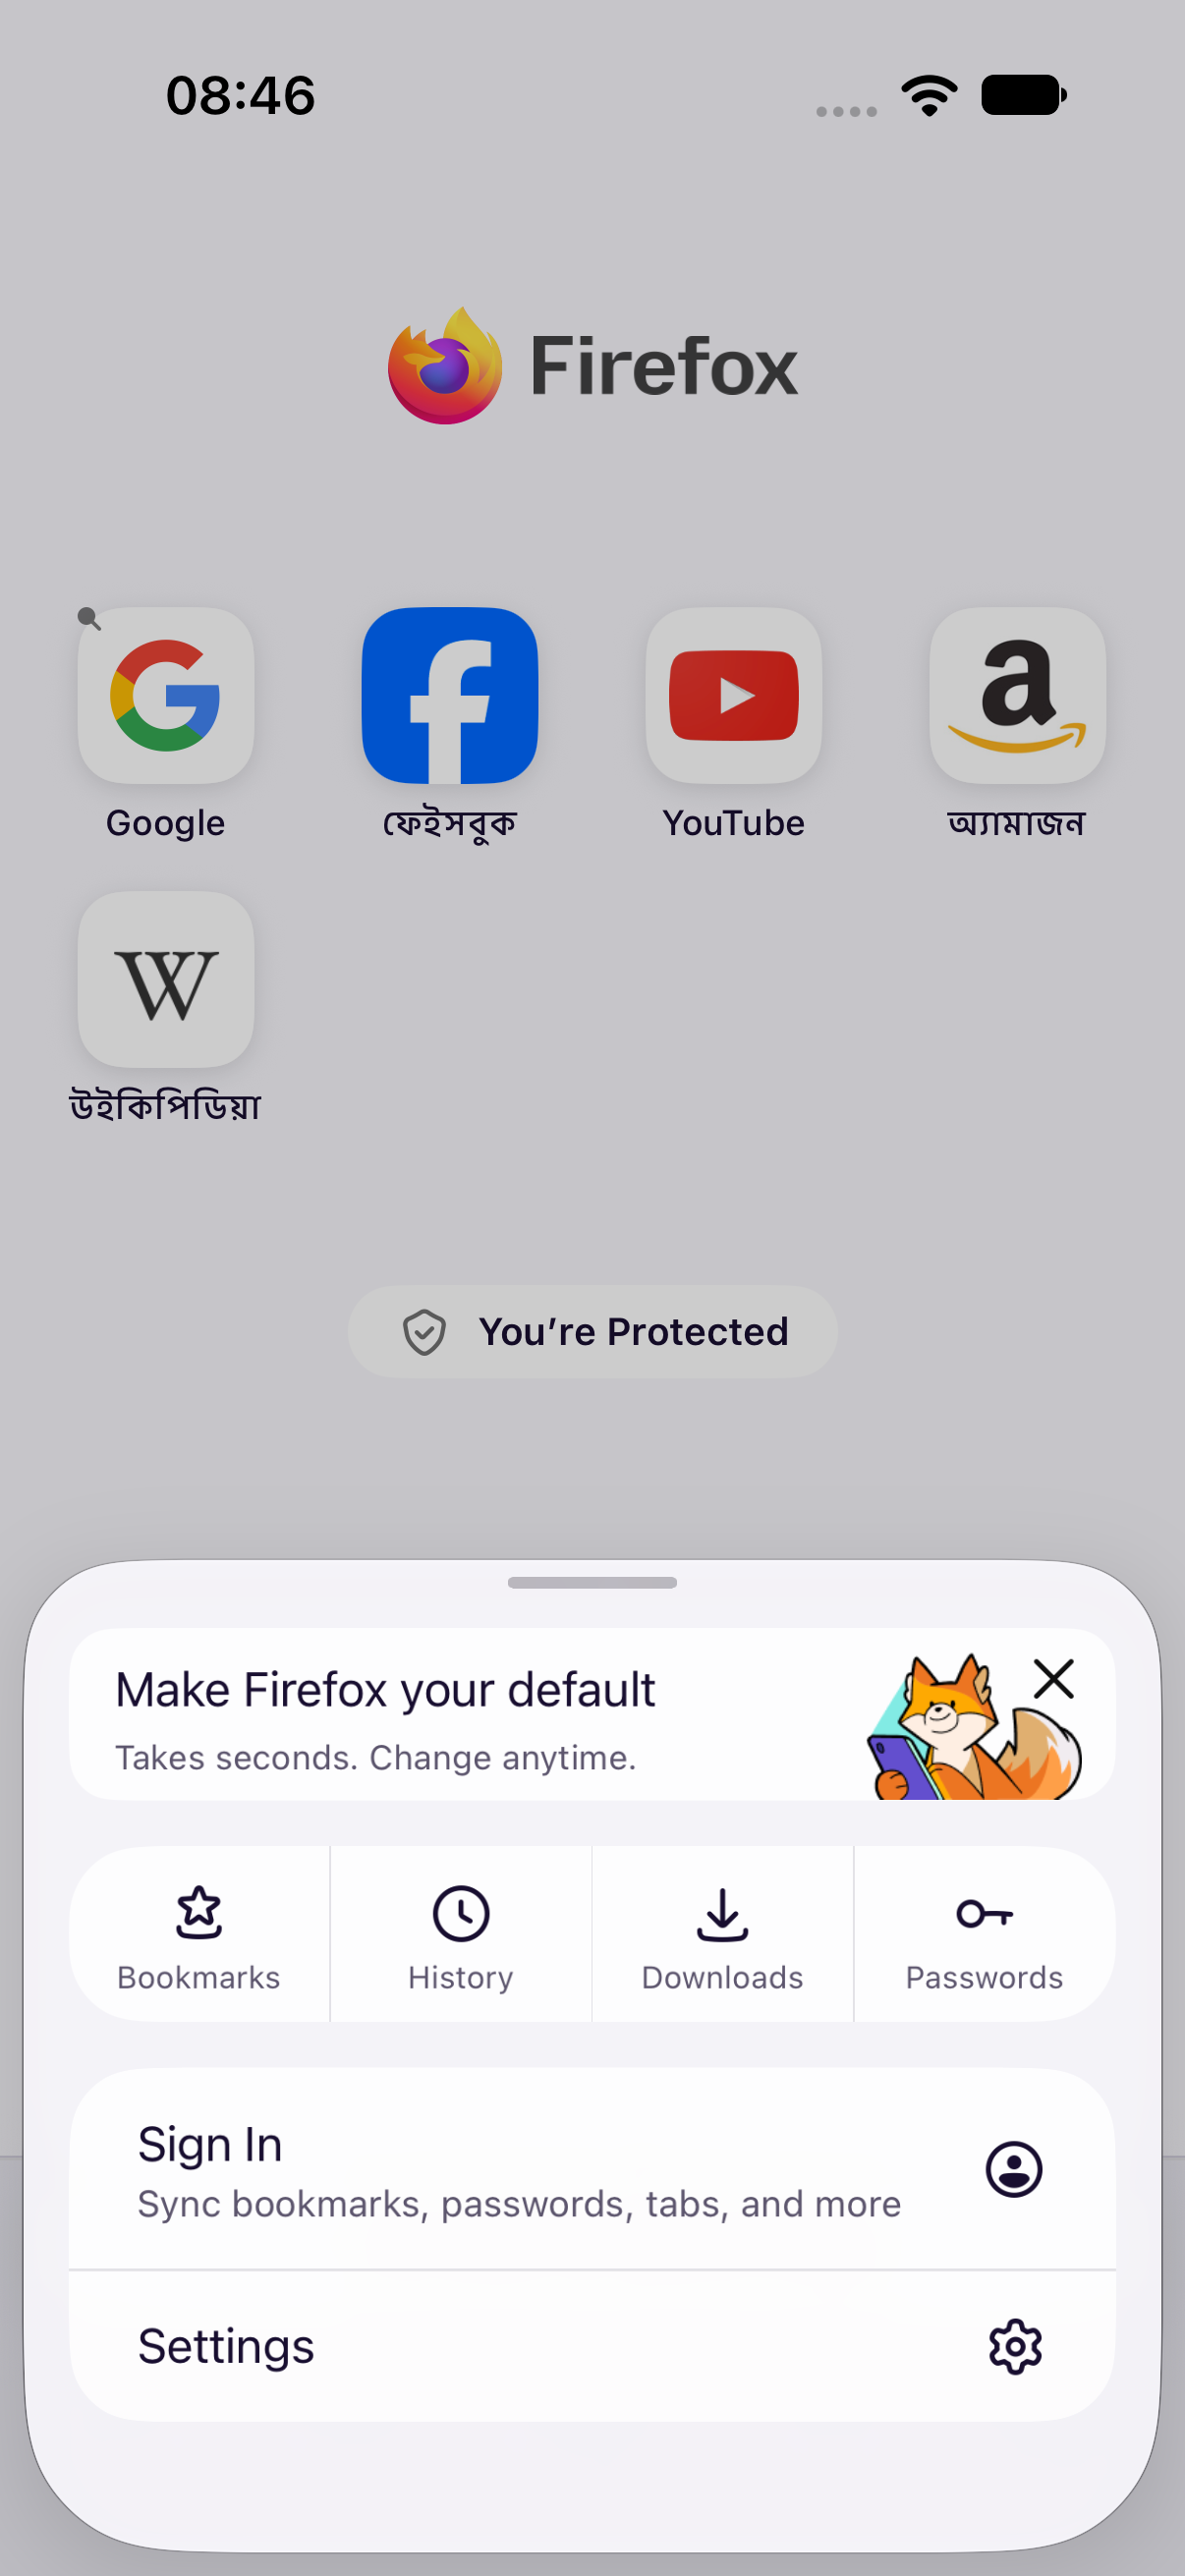 08:46
Firefox
Google
ফেইসবুক
YouTube
অ্যামাজন
উইকিপিডিয়া
You’re Protected
Make Firefox your default
Takes seconds. Change anytime.
Bookmarks
History
Downloads
Passwords
Sign In
Sync bookmarks, passwords, tabs, and more
Settings